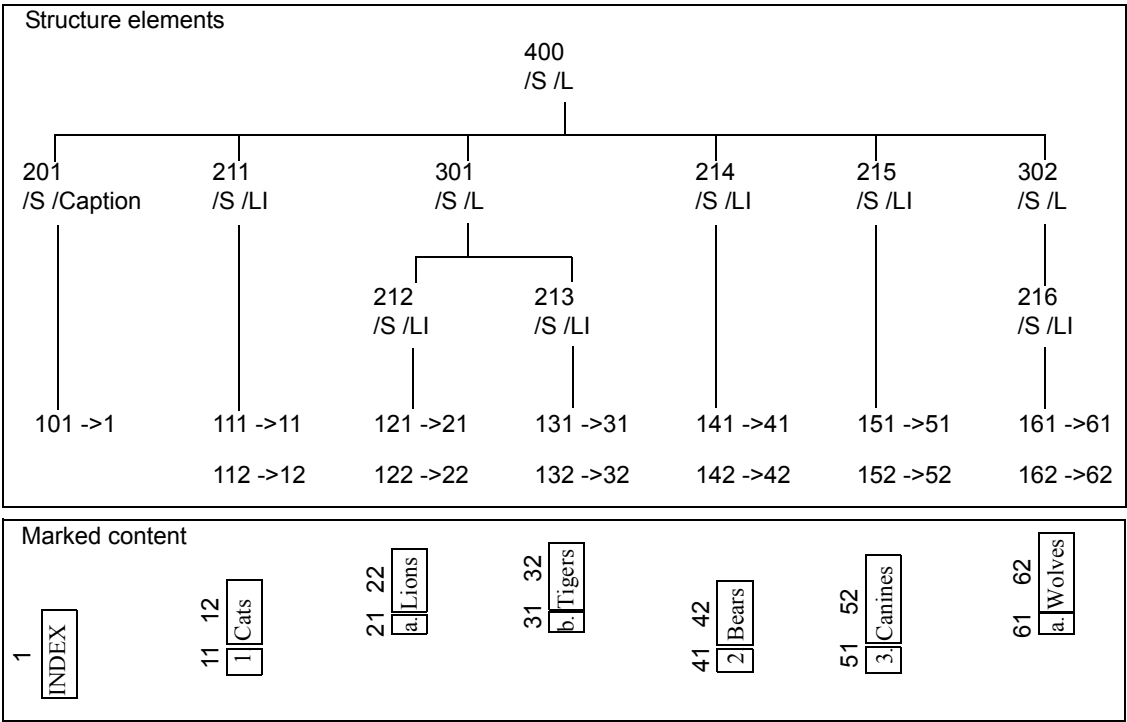 Structure elements
400
/S /L
201 211 301 214 215 302
/S /Caption /S /LI /S /L /S /LI /S /LI /S /L
212 213 216
/S /LI /S /LI /S /LI
101 ->1 111 ->11 121 ->21 131 ->31 141 ->41 151 ->51 161 ->61
112 ->12 122 ->22 132 ->32 142 ->42 152 ->52 162 ->62
Marked content
1
INDEX
11 12
1 Cats
21 22
a. Lions
31 32
b. Tigers
41 42
2 Bears
51 52
3. Canines
61 62
a. Wolves